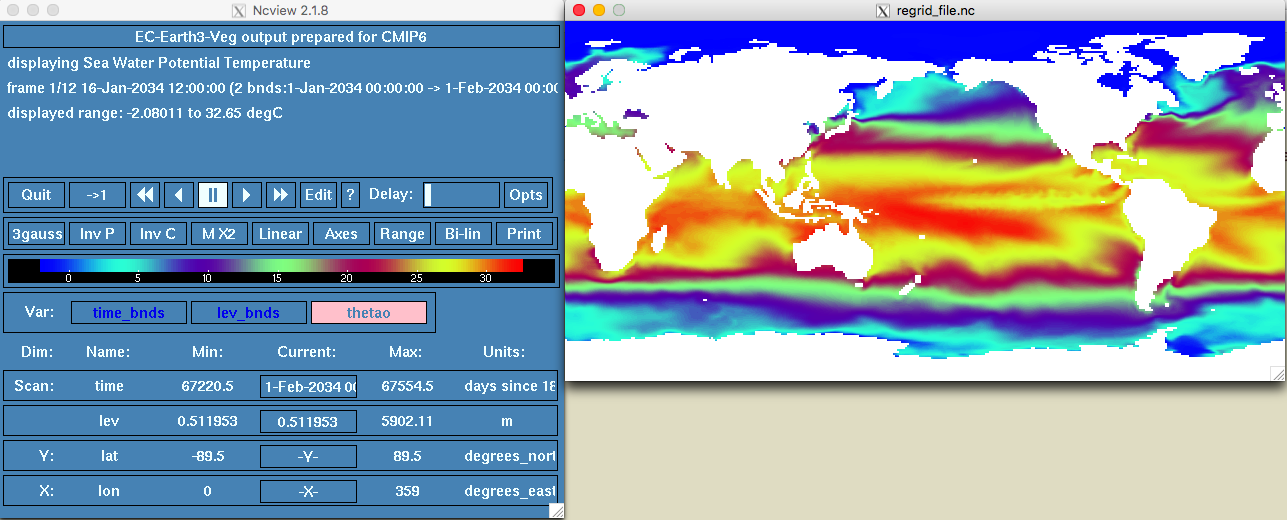 Ncview 2.1.8
EC-Earth3-Veg output prepared for CMIP6
displaying Sea Water Potential Temperature
frame 1/12 16-Jan-2034 12:00:00 (2 bnds:1-Jan-2034 00:00:00 -> 1-Feb-2034 00:00
displayed range: -2.08011 to 32.65 degC
Quit ->1 Edit ? Delay: Opts
3gauss Inv P Inv C M X2 Linear Axes Range Bi-lin Print
0 5 10 15 20 25 30
Var: time_bnds lev_bnds thetao
Dim: Name: Min: Current: Max: Units:
Scan: time 67220.5 1-Feb-2034 00 67554.5 days since 18
lev 0.511953 0.511953 5902.11 m
Y: lat -89.5 -Y- 89.5 degrees_nort
X: lon 0 -X- 359 degrees_east
regrid_file.nc